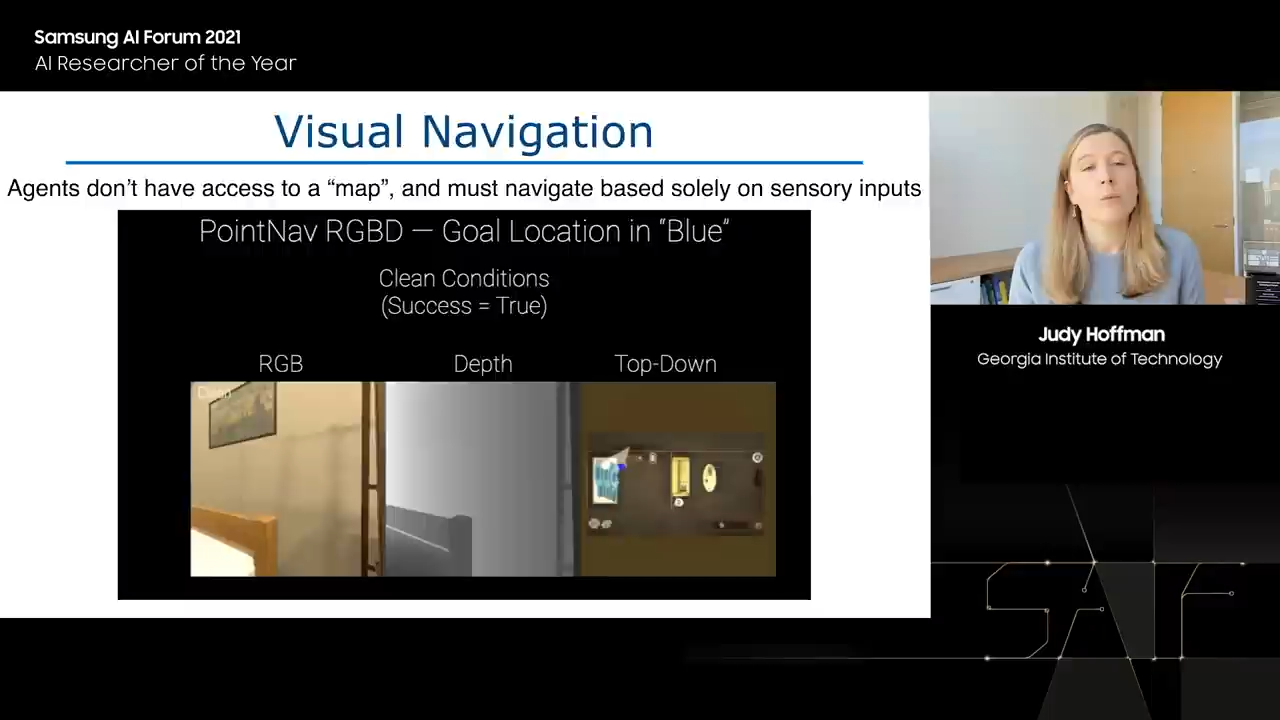 Samsung AI Forum 2021
AI Researcher of the Year
Visual Navigation
Agents don’t have access to a “map”, and must navigate based solely on sensory inputs
PointNav RGBD — Goal Location in “Blue”
Clean Conditions
(Success = True)
RGB
Depth
Top-Down
Clean
Judy Hoffman
Georgia Institute of Technology
SAF